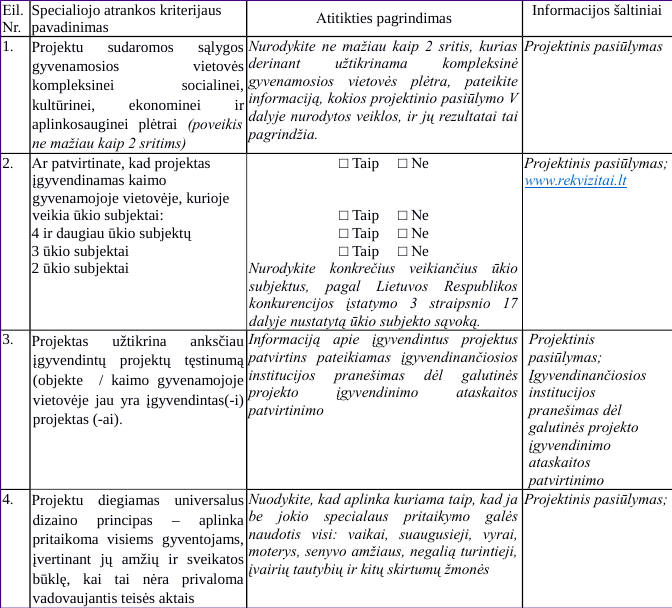 Eil. Nr.
Specialiojo atrankos kriterijaus pavadinimas
Atitikties pagrindimas
Informacijos šaltiniai
1.
Projektu sudaromos sąlygos
gyvenamosios vietovės
kompleksinei socialinei,
kultūrinei, ekonominei ir
aplinkosauginei plėtrai (poveikis
ne mažiau kaip 2 sritims)
Nurodykite ne mažiau kaip 2 sritis, kurias
derinant užtikrinama kompleksinė
gyvenamosios vietovės plėtra, pateikite
informaciją, kokios projektinio pasiūlymo V
dalyje nurodytos veiklos, ir jų rezultatai tai
pagrindžia.
Projektinis pasiūlymas
2.
Ar patvirtinate, kad projektas
įgyvendinamas kaimo
gyvenamojoje vietovėje, kurioje
veikia ūkio subjektai:
4 ir daugiau ūkio subjektų
3 ūkio subjektai
2 ūkio subjektai
☐ Taip ☐ Ne
☐ Taip ☐ Ne
☐ Taip ☐ Ne
☐ Taip ☐ Ne
Nurodykite konkrečius veikiančius ūkio
subjektus, pagal Lietuvos Respublikos
konkurencijos įstatymo 3 straipsnio 17
dalyje nustatytą ūkio subjekto sąvoką.
Projektinis pasiūlymas;
www.rekvizitai.lt
3.
Projektas užtikrina anksčiau
įgyvendintų projektų tęstinumą
(objekte / kaimo gyvenamojoje
vietovėje jau yra įgyvendintas(-i)
projektas (-ai).
Informaciją apie įgyvendintus projektus
patvirtins pateikiamas įgyvendinančiosios
institucijos pranešimas dėl galutinės
projekto įgyvendinimo ataskaitos
patvirtinimo
Projektinis
pasiūlymas;
Įgyvendinančiosios
institucijos
pranešimas dėl
galutinės projekto
įgyvendinimo
ataskaitos
patvirtinimo
4.
Projektu diegiamas universalus
dizaino principas – aplinka
pritaikoma visiems gyventojams,
įvertinant jų amžių ir sveikatos
būklę, kai tai nėra privaloma
vadovaujantis teisės aktais
Nuodykite, kad aplinka kuriama taip, kad ja
be jokio specialaus pritaikymo galės
naudotis visi: vaikai, suaugusieji, vyrai,
moterys, senyvo amžiaus, negalią turintieji,
įvairių tautybių ir kitų skirtumų žmonės
Projektinis pasiūlymas;